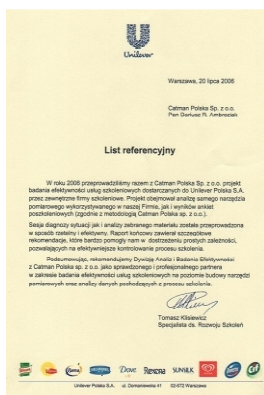 Unilever
Warszawa, 20 lipca 2006
Catman Polska Sp. z o.o.
Pan Dariusz R. Ambroziak
List referencyjny
W roku 2006 przeprowadziliśmy razem z Catman Polska Sp. z o.o. projekt
badania efektywności usług szkoleniowych dostarczanych do Unilever Polska S.A.
przez zewnętrzne firmy szkoleniowe. Projekt obejmował analizę samego narzędzia
pomiarowego wykorzystywanego w naszej Firmie, jak i wyników ankiet
poszkoleniowych (zgodnie z metodologią Catman Polska sp. z o.o.).
Sesja diagnozy sytuacji jak i analizy zebranego materiału została przeprowadzona
w sposób rzetelny i efektywny. Raport końcowy zawierał szczegółowe
rekomendacje, które bardzo pomogły nam w dostrzeżeniu prostych zależności,
pozwalających na efektywniejsze kontrolowanie procesu szkolenia.
Podsumowując, rekomendujemy Dywizję Analiz i Badania Efektywności
z Catman Polska sp. z o.o. jako sprawdzonego i profesjonalnego partnera
w zakresie badania efektywności usług szkoleniowych na poziomie budowy narzędzi
pomiarowych oraz analizy danych pochodzących z procesu szkolenia.
Tomasz Klisiewicz
Specjalista ds. Rozwoju Szkoleń
Dove Rexona SUNSILK Cif
Unilever Polska S.A. ul. Domaniewska 41 02-672 Warszawa